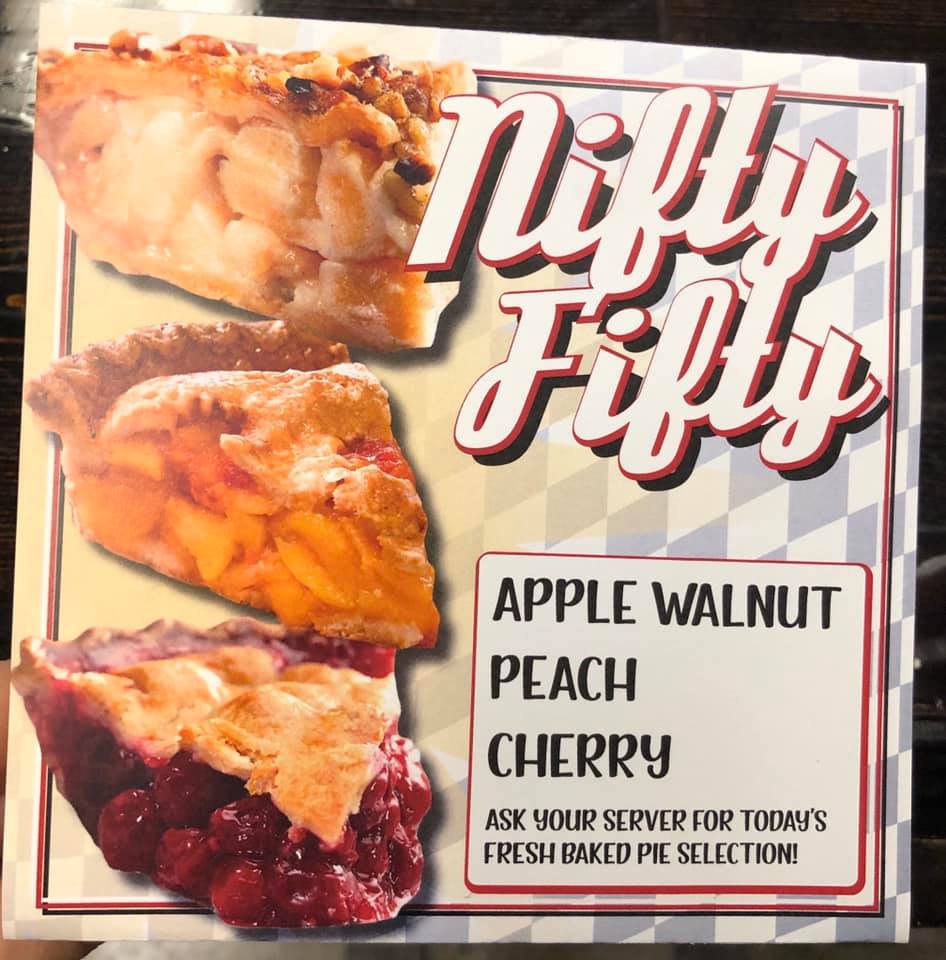 Nifty
Fifty
APPLE WALNUT
PEACH
CHERRY
ASK YOUR SERVER FOR TODAY'S
FRESH BAKED PIE SELECTION!